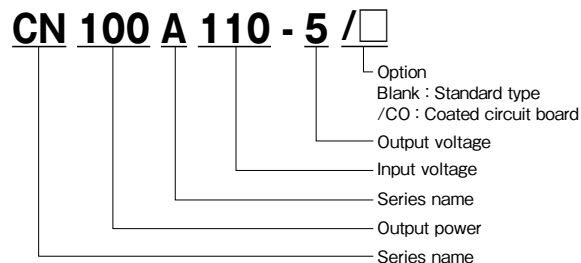 CN 100 A 110 - 5 /□
Option
Blank : Standard type
/CO : Coated circuit board
Output voltage
Input voltage
Series name
Output power
Series name